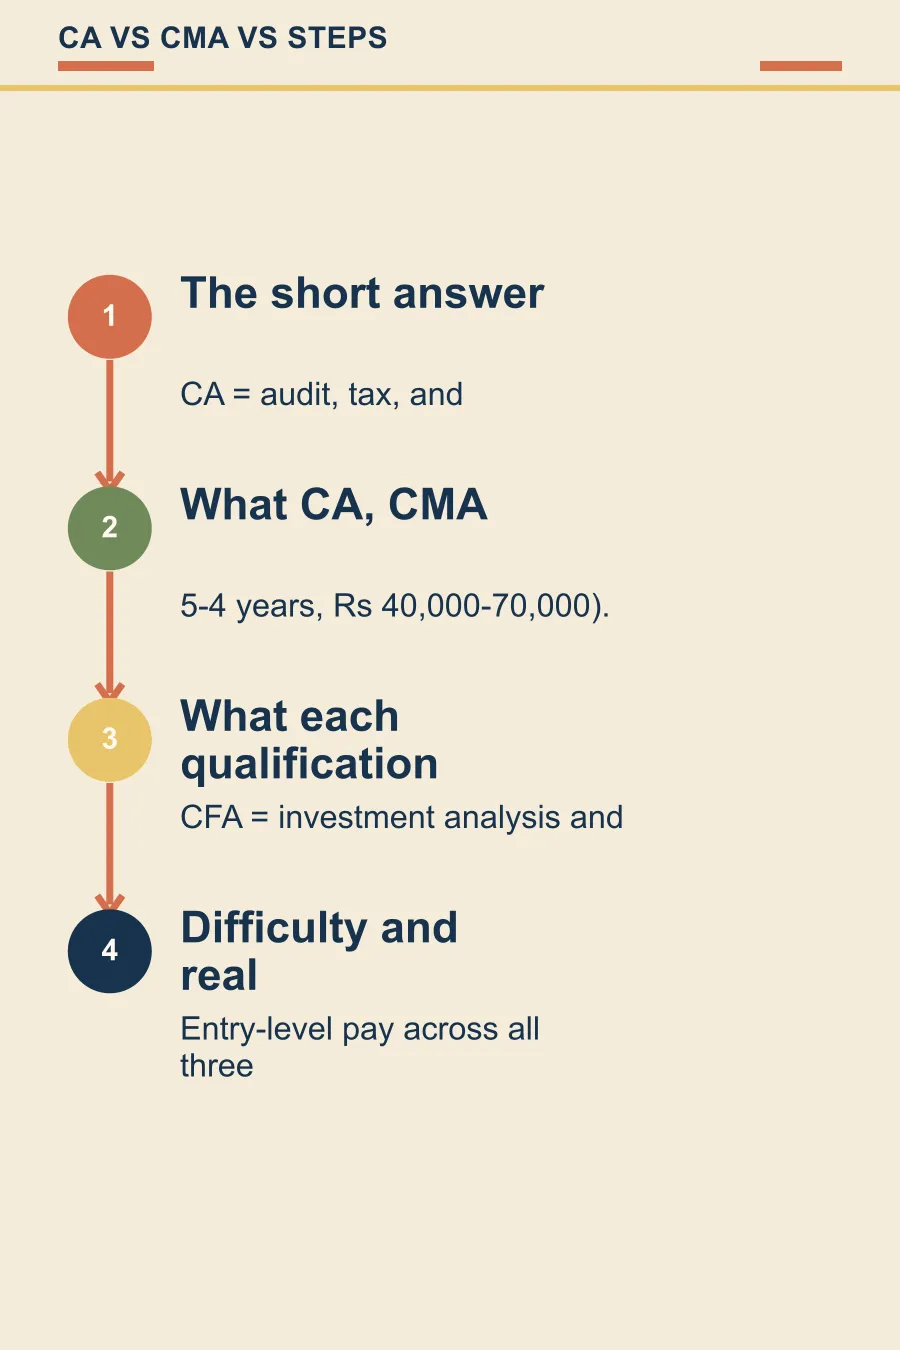 CA VS CMA VS STEPS
1
The short answer
CA = audit, tax, and
2
What CA, CMA
5-4 years, Rs 40,000-70,000).
3
What each
qualification
CFA = investment analysis and
4
Difficulty and
real
Entry-level pay across all
three